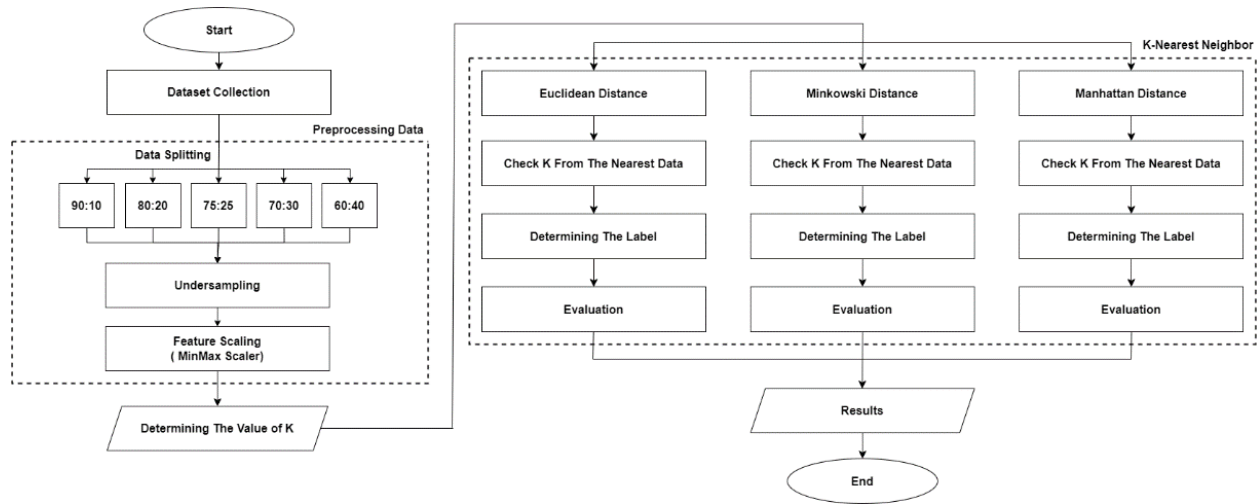 Start
Dataset Collection
Preprocessing Data
Data Splitting
90:10
80:20
75:25
70:30
60:40
Undersampling
Feature Scaling
( MinMax Scaler)
Determining The Value of K
K-Nearest Neighbor
Euclidean Distance
Check K From The Nearest Data
Determining The Label
Evaluation
Minkowski Distance
Check K From The Nearest Data
Determining The Label
Evaluation
Manhattan Distance
Check K From The Nearest Data
Determining The Label
Evaluation
Results
End